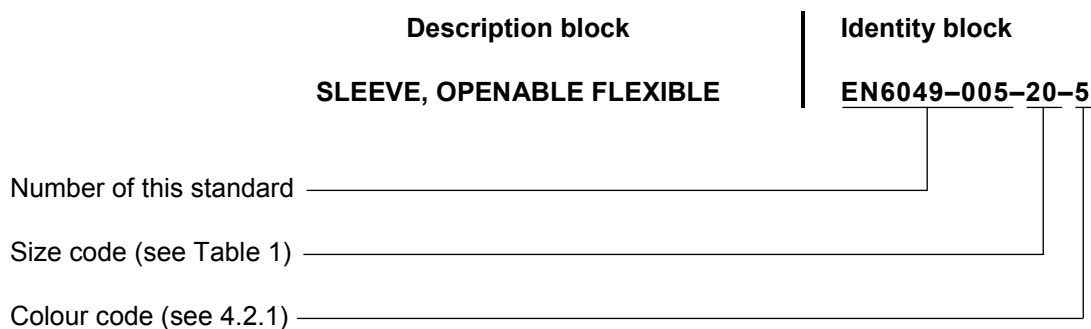 Description block Identity block
SLEEVE, OPENABLE FLEXIBLE EN6049–005–20–5
Number of this standard
Size code (see Table 1)
Colour code (see 4.2.1)